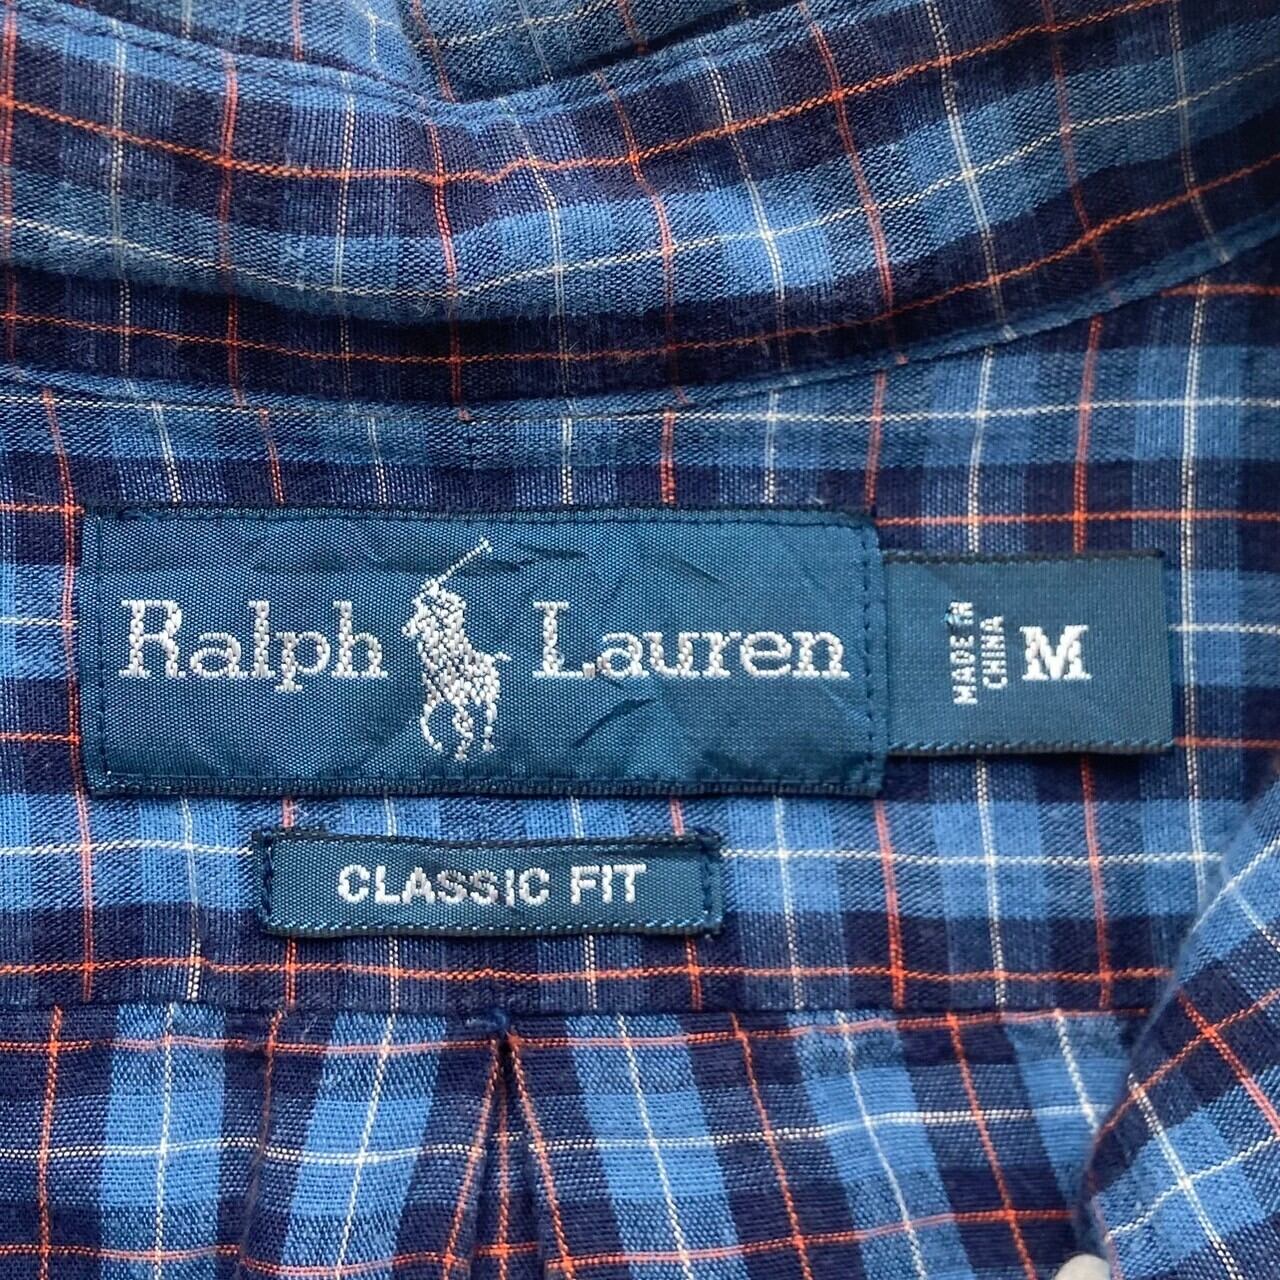 Ralph Lauren
MADE IN
CHINA
M
CLASSIC FIT